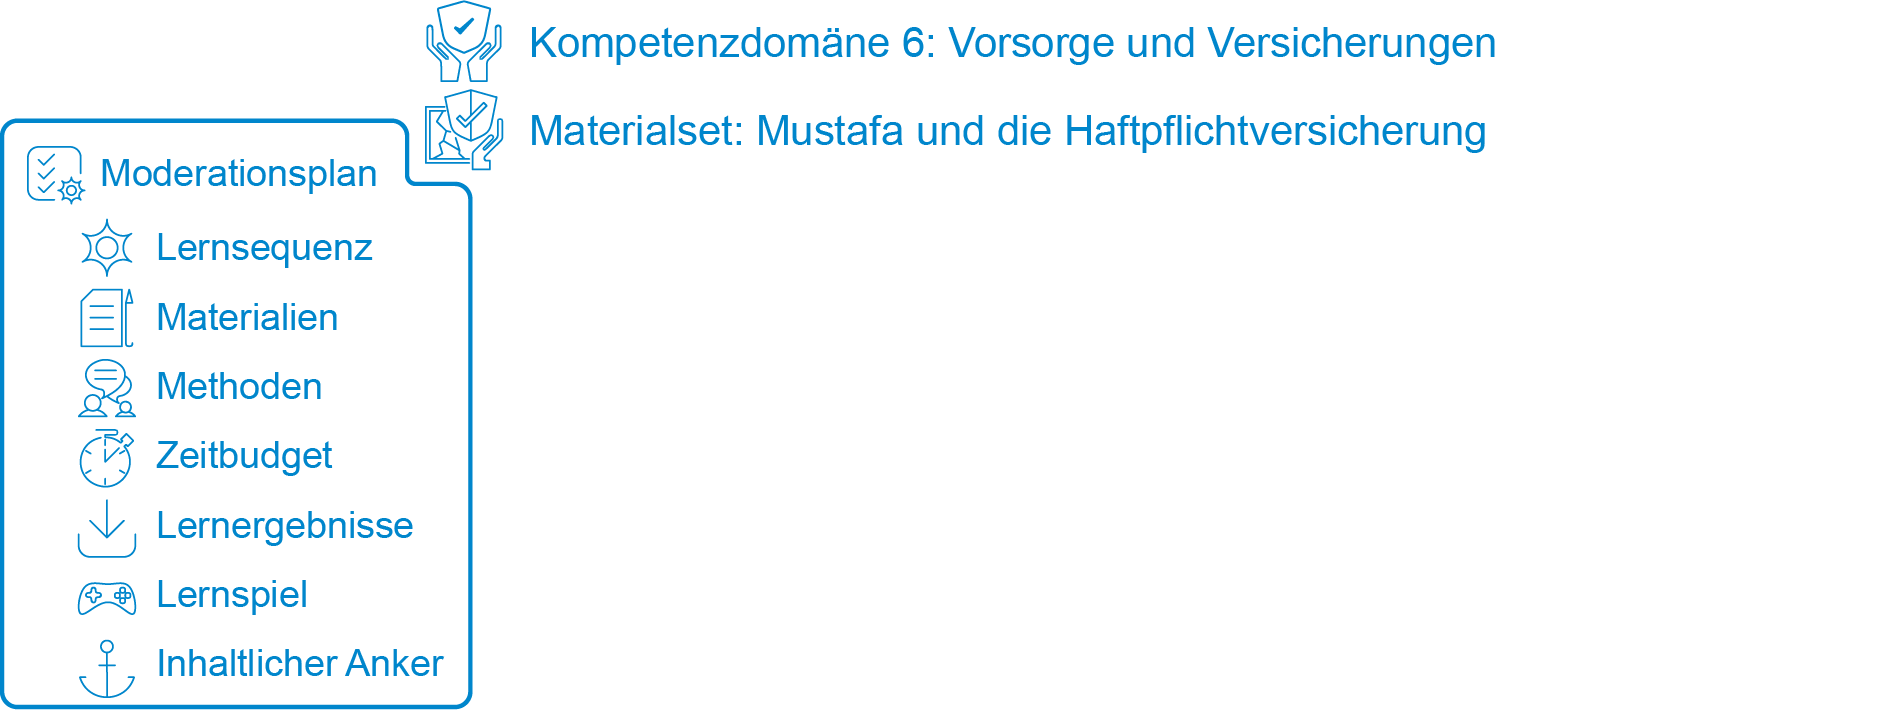 Kompetenzdomäne 6: Vorsorge und Versicherungen
Materialset: Mustafa und die Haftpflichtversicherung
Moderationsplan
Lernsequenz
Materialien
Methoden
Zeitbudget
Lernergebnisse
Lernspiel
Inhaltlicher Anker